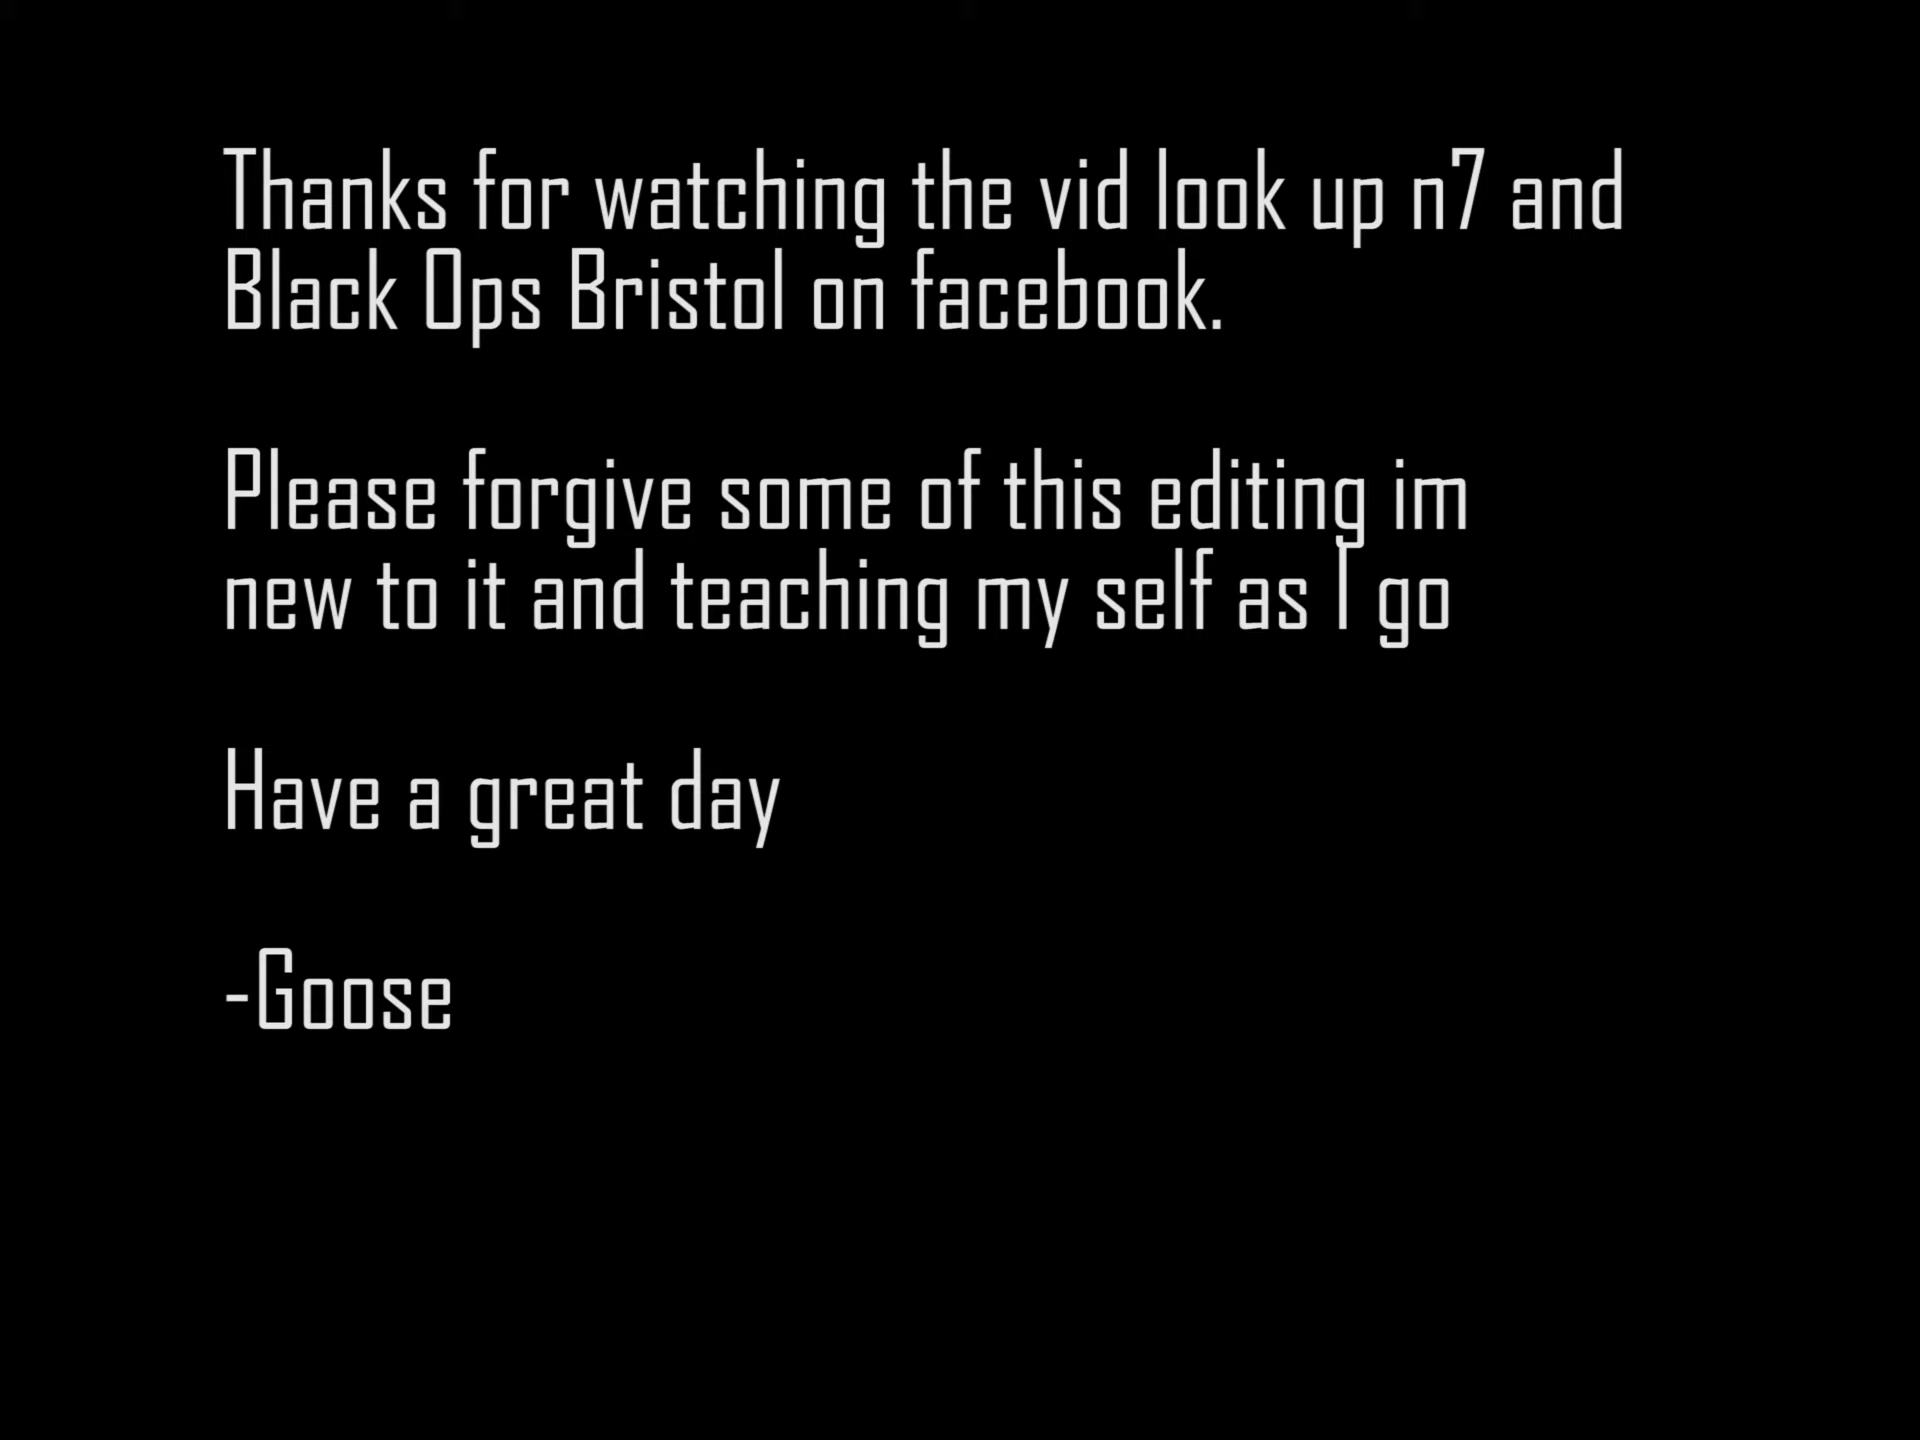 Thanks for watching the vid look up n7 and
Black Ops Bristol on facebook.
Please forgive some of this editing im
new to it and teaching my self as I go
Have a great day
-Goose